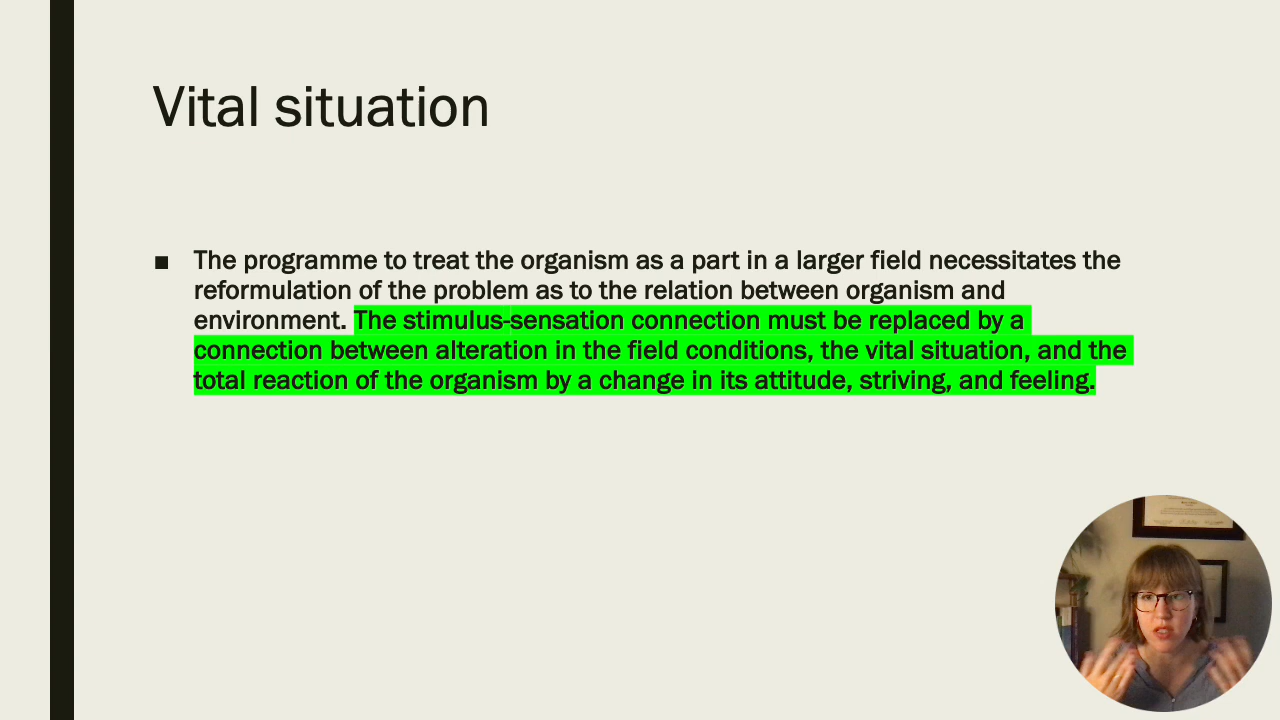 Vital situation
■ The programme to treat the organism as a part in a larger field necessitates the
reformulation of the problem as to the relation between organism and
environment. The stimulus-sensation connection must be replaced by a
connection between alteration in the field conditions, the vital situation, and the
total reaction of the organism by a change in its attitude, striving, and feeling.